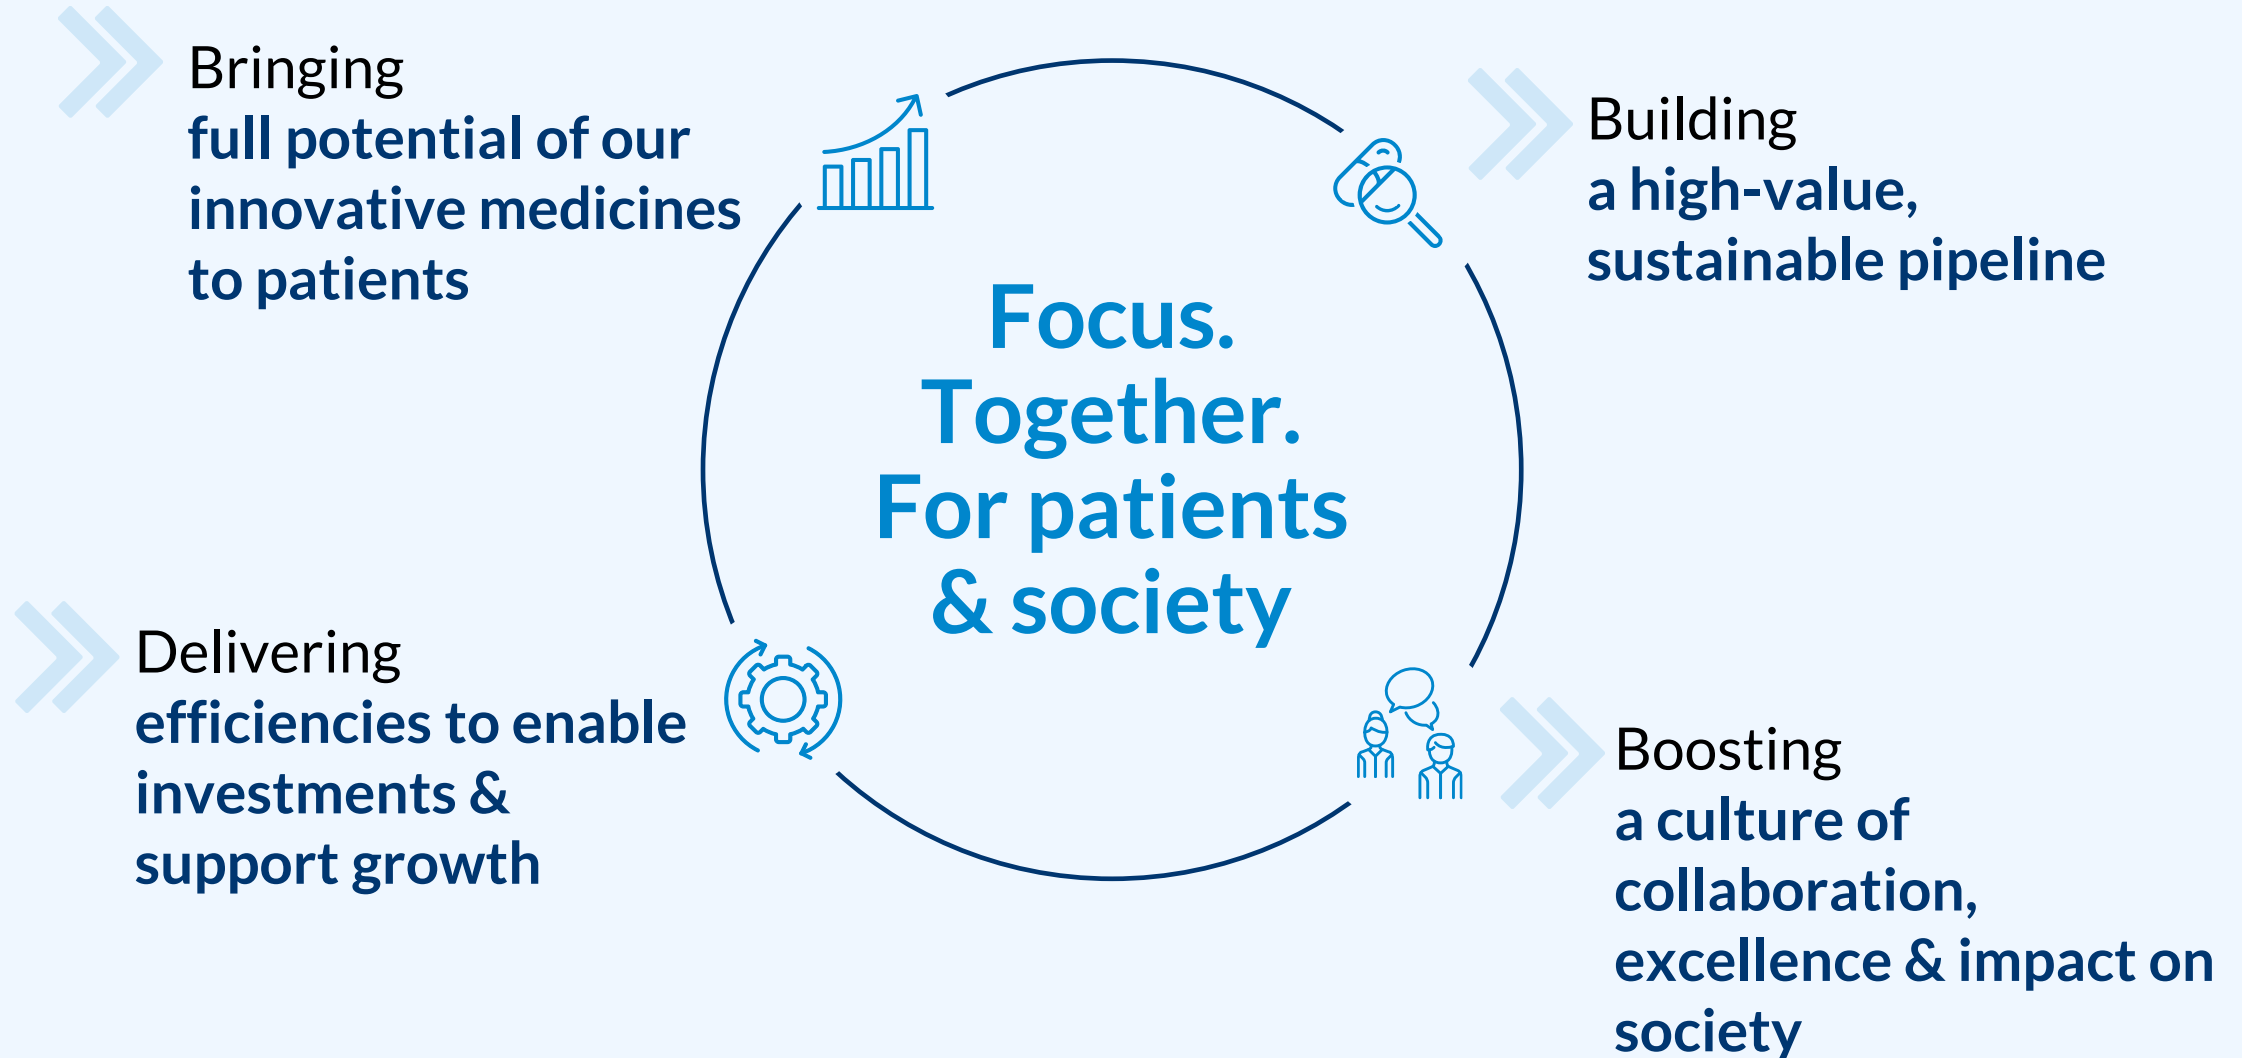 Bringing
full potential of our
innovative medicines
to patients
Building
a high-value,
sustainable pipeline
Focus.
Together.
For patients
& society
Delivering
efficiencies to enable
investments &
support growth
Boosting
a culture of
collaboration,
excellence & impact on
society